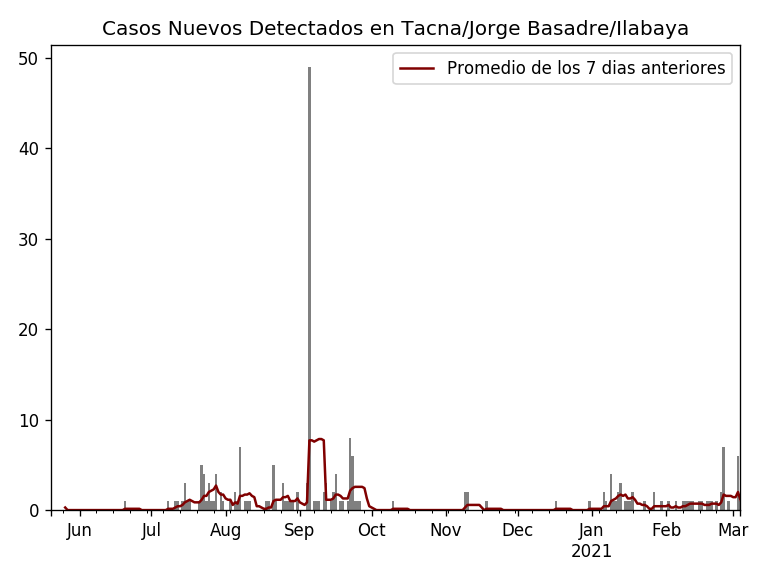 Casos Nuevos Detectados en Tacna/Jorge Basadre/Ilabaya
Promedio de los 7 dias anteriores
50
40
30
20
10
0
Jun Jul Aug Sep Oct Nov Dec Jan Feb Mar
2021